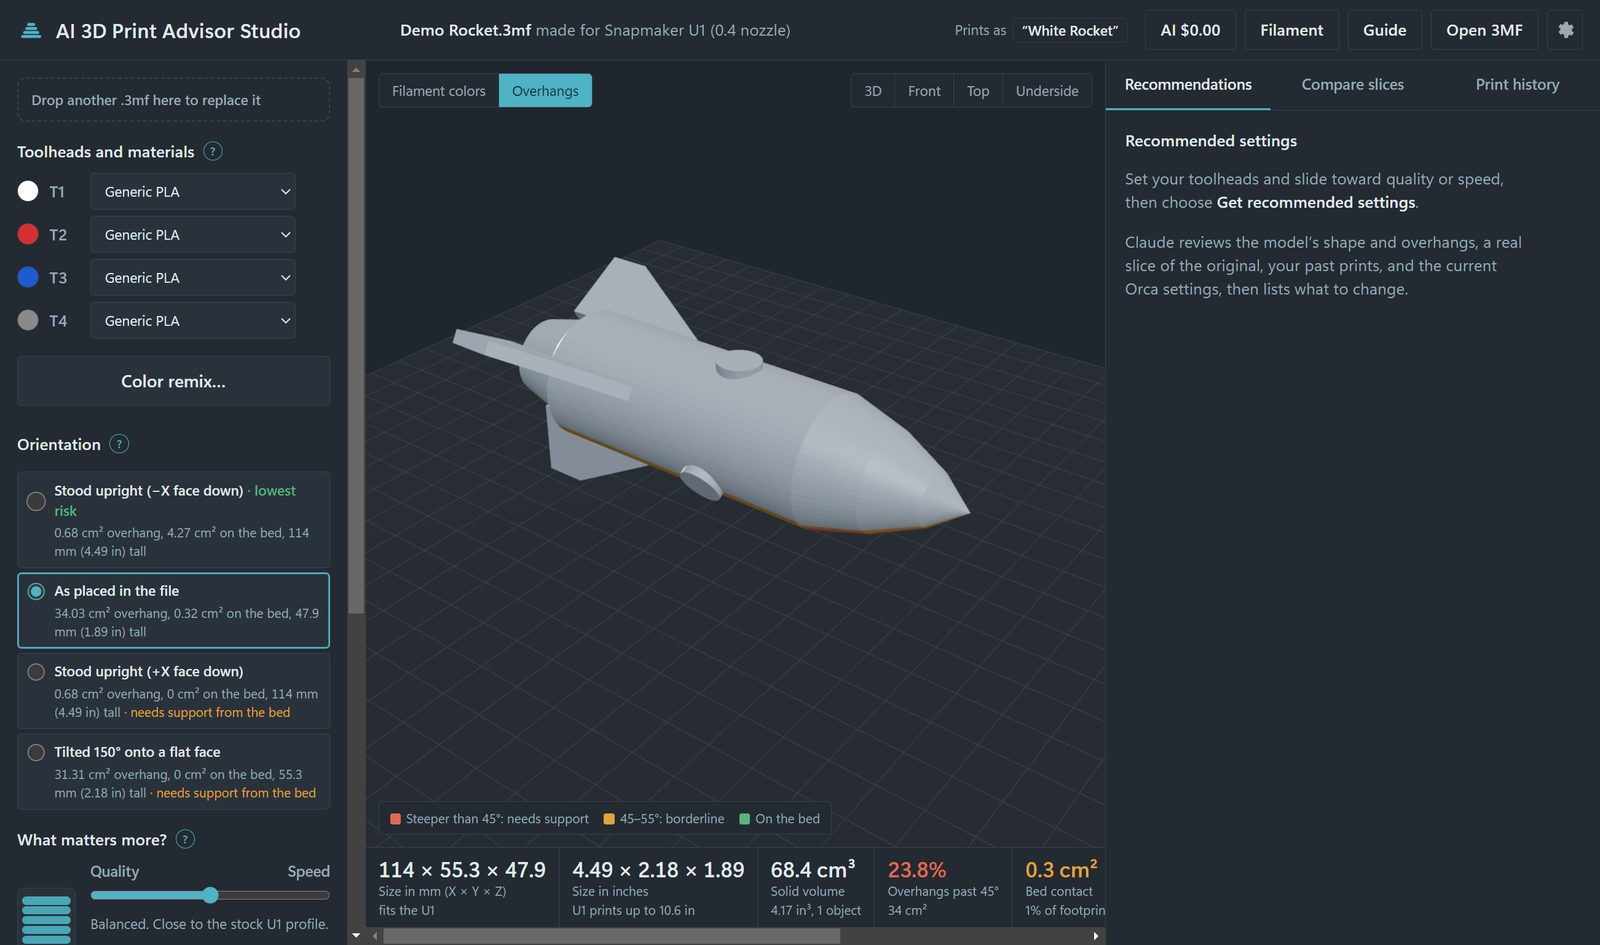 AI 3D Print Advisor Studio
Demo Rocket.3mf made for Snapmaker U1 (0.4 nozzle)
Prints as "White Rocket"
AI $0.00
Filament
Guide
Open 3MF
Drop another .3mf here to replace it
Toolheads and materials ?
T1 Generic PLA
T2 Generic PLA
T3 Generic PLA
T4 Generic PLA
Color remix...
Orientation ?
Stood upright (−X face down) · lowest
risk
0.68 cm² overhang, 4.27 cm² on the bed, 114
mm (4.49 in) tall
As placed in the file
34.03 cm² overhang, 0.32 cm² on the bed, 47.9
mm (1.89 in) tall
Stood upright (+X face down)
0.68 cm² overhang, 0 cm² on the bed, 114 mm
(4.49 in) tall · needs support from the bed
Tilted 150° onto a flat face
31.31 cm² overhang, 0 cm² on the bed, 55.3
mm (2.18 in) tall · needs support from the bed
What matters more? ?
Quality Speed
Balanced. Close to the stock U1 profile.
Filament colors
Overhangs
3D
Front
Top
Underside
Steeper than 45°: needs support
45–55°: borderline
On the bed
114 × 55.3 × 47.9
Size in mm (X × Y × Z)
fits the U1
4.49 × 2.18 × 1.89
Size in inches
U1 prints up to 10.6 in
68.4 cm³
Solid volume
4.17 in³, 1 object
23.8%
Overhangs past 45°
34 cm²
0.3 cm²
Bed contact
1% of footprin
Recommendations
Compare slices
Print history
Recommended settings
Set your toolheads and slide toward quality or speed,
then choose Get recommended settings.
Claude reviews the model's shape and overhangs, a real
slice of the original, your past prints, and the current
Orca settings, then lists what to change.